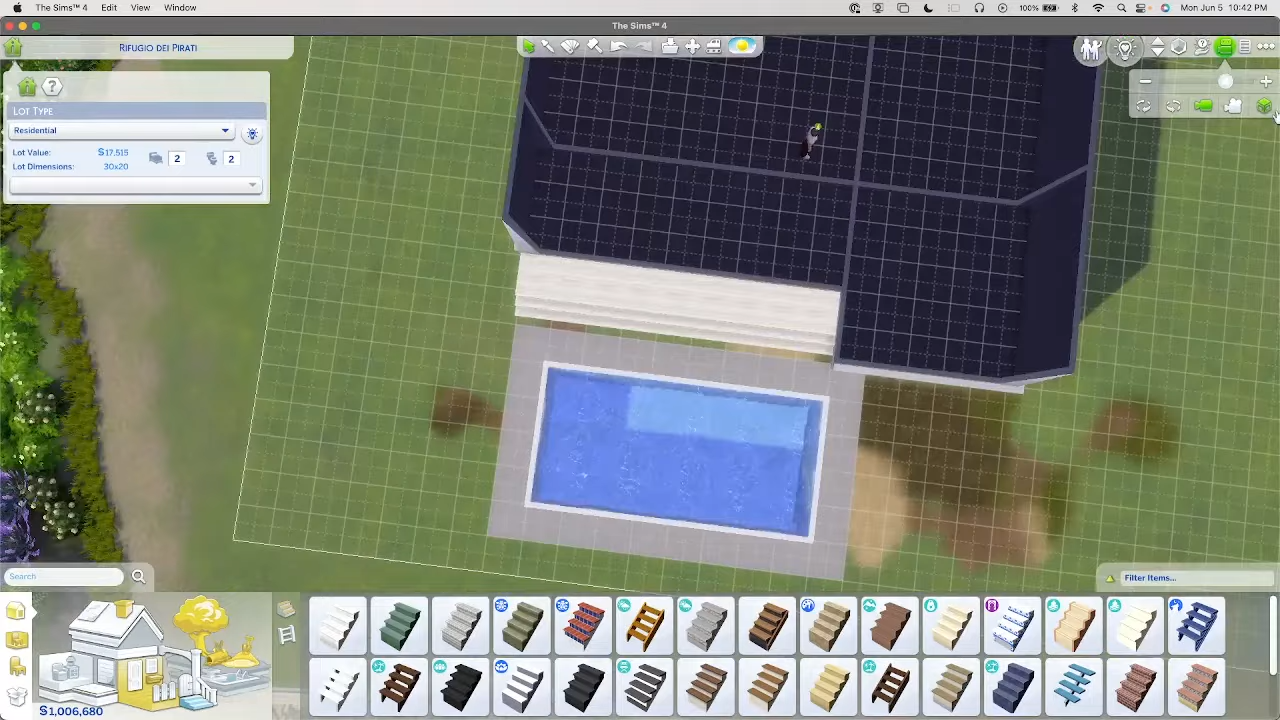 The Sims™ 4 Edit View Window 100% Mon Jun 5 10:42 PM
The Sims™ 4
RIFUGIO DEI PIRATI
LOT TYPE
Residential
Lot Value: $17,515 2 2
Lot Dimensions: 30x20
Search
Filter Items...
$1,006,680